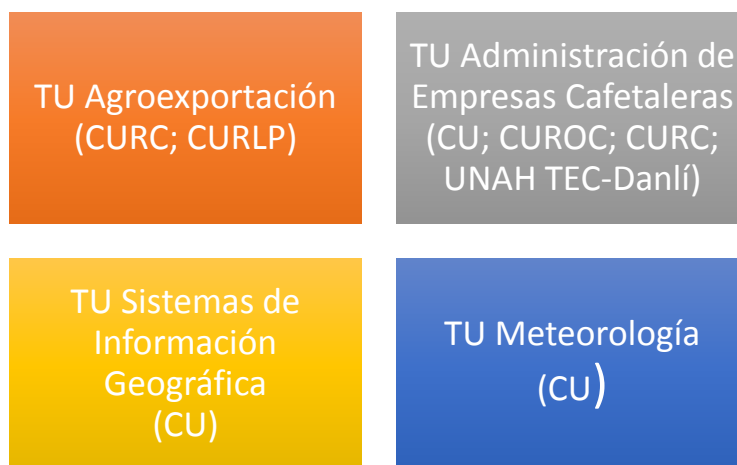 TU Agroexportación
(CURC; CURLP)
TU Administración de
Empresas Cafetaleras
(CU; CUROC; CURC;
UNAH TEC-Danlí)
TU Sistemas de
Información
Geográfica
(CU)
TU Meteorología
(CU)